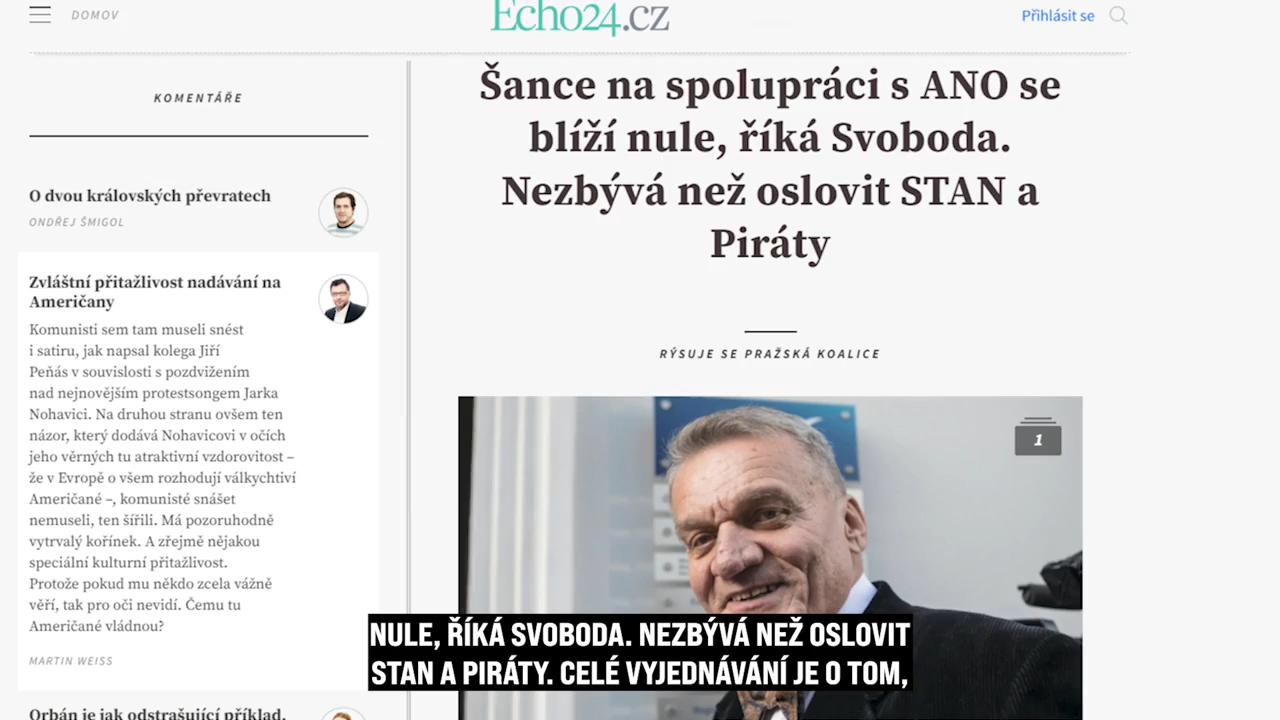 DOMOV
Echo24.cz
Přihlásit se
KOMENTÁŘE
O dvou královských převratech
ONDŘEJ ŠMIGOL
Zvláštní přitažlivost nadávání na
Američany
Komunisti sem tam museli snést
i satiru, jak napsal kolega Jiří
Peňás v souvislosti s pozdvižením
nad nejnovějším protestsongem Jarka
Nohavici. Na druhou stranu ovšem ten
názor, který dodává Nohavicovi v očích
jeho věrných tu atraktivní vzdorovitost –
že v Evropě o všem rozhodují válkychtiví
Američané –, komunisté snášet
nemuseli, ten šířili. Má pozoruhodně
vytrvalý kořínek. A zřejmě nějakou
speciální kulturní přitažlivost.
Protože pokud mu někdo zcela vážně
věří, tak pro oči nevidí. Čemu tu
Američané vládnou?
MARTIN WEISS
Orbán je jak odstrašující příklad.
Šance na spolupráci s ANO se
blíží nule, říká Svoboda.
Nezbývá než oslovit STAN a
Piráty
RÝSUJE SE PRAŽSKÁ KOALICE
1
NULE, ŘÍKÁ SVOBODA. NEZBÝVÁ NEŽ OSLOVIT
STAN A PIRÁTY. CELÉ VYJEDNÁVÁNÍ JE O TOM,